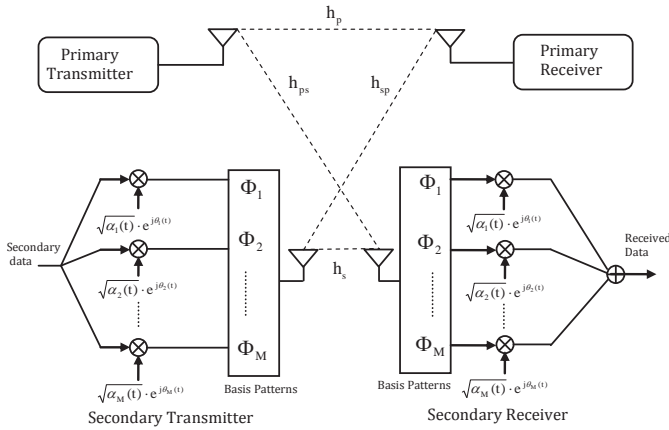 h_p
Primary
Transmitter
Primary
Receiver
h_ps
h_sp
Φ_1
Φ_1
√α_1(t) · e^jθ_1(t)
√α_1(t) · e^jθ_1(t)
Secondary
data
Φ_2
Φ_2
Received
Data
h_s
√α_2(t) · e^jθ_2(t)
√α_2(t) · e^jθ_2(t)
Φ_M
Φ_M
√α_M(t) · e^jθ_M(t)
Basis Patterns
Basis Patterns
√α_M(t) · e^jθ_M(t)
Secondary Transmitter
Secondary Receiver